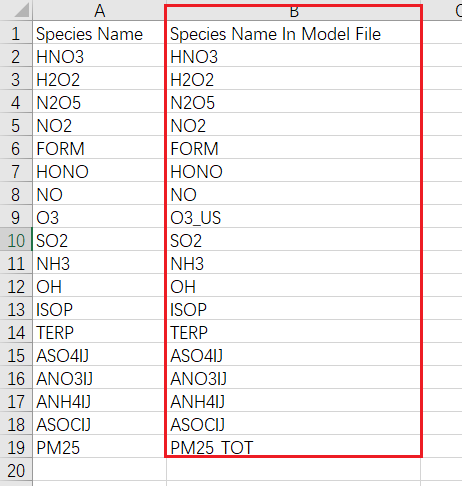 A B C
1 Species Name Species Name In Model File
2 HNO3 HNO3
3 H2O2 H2O2
4 N2O5 N2O5
5 NO2 NO2
6 FORM FORM
7 HONO HONO
8 NO NO
9 O3 O3_US
10 SO2 SO2
11 NH3 NH3
12 OH OH
13 ISOP ISOP
14 TERP TERP
15 ASO4IJ ASO4IJ
16 ANO3IJ ANO3IJ
17 ANH4IJ ANH4IJ
18 ASOCIJ ASOCIJ
19 PM25 PM25_TOT
20